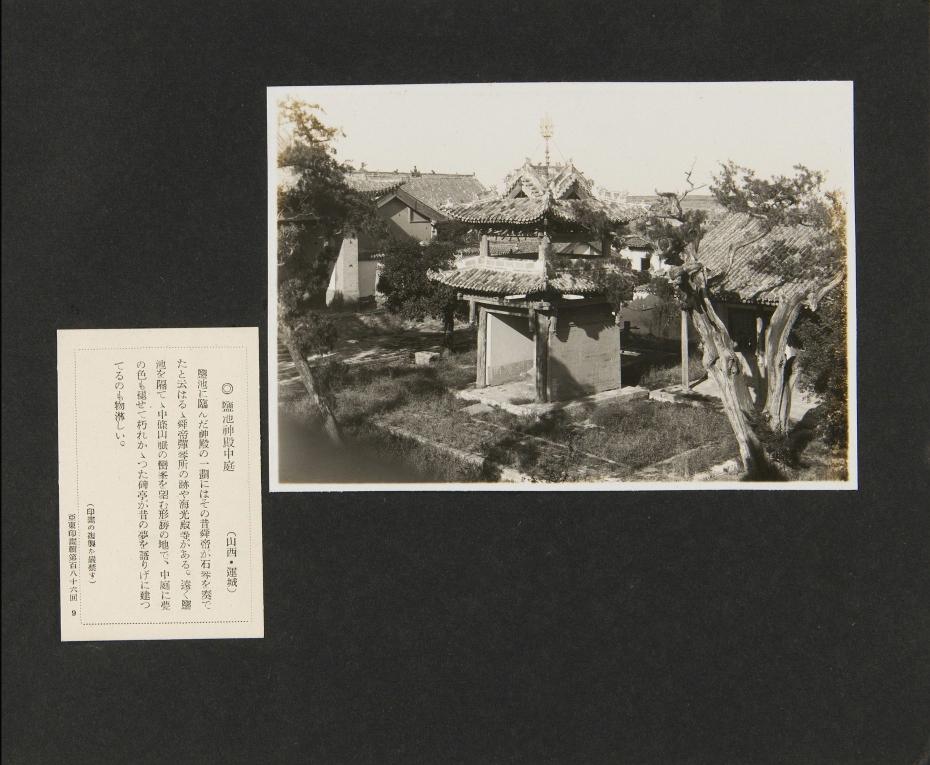 ◎ 鹽池神殿中庭 (山西・運城)
鹽池に臨んだ神殿の一劃にはその昔舜帝が石琴を奏で
たと云はるゝ舜帝彈琴所の跡や海光殿等がある。遠く鹽
池を隔てゝ中條山脈の巒峯を望む形勝の地で、中庭に甍
の色も褪せて朽れかゝつた碑亭が昔の夢を語りげに建つ
てるのも物淋しい。
(印畫の複製を嚴禁す)
亞東印畫輯第百八十六回 9